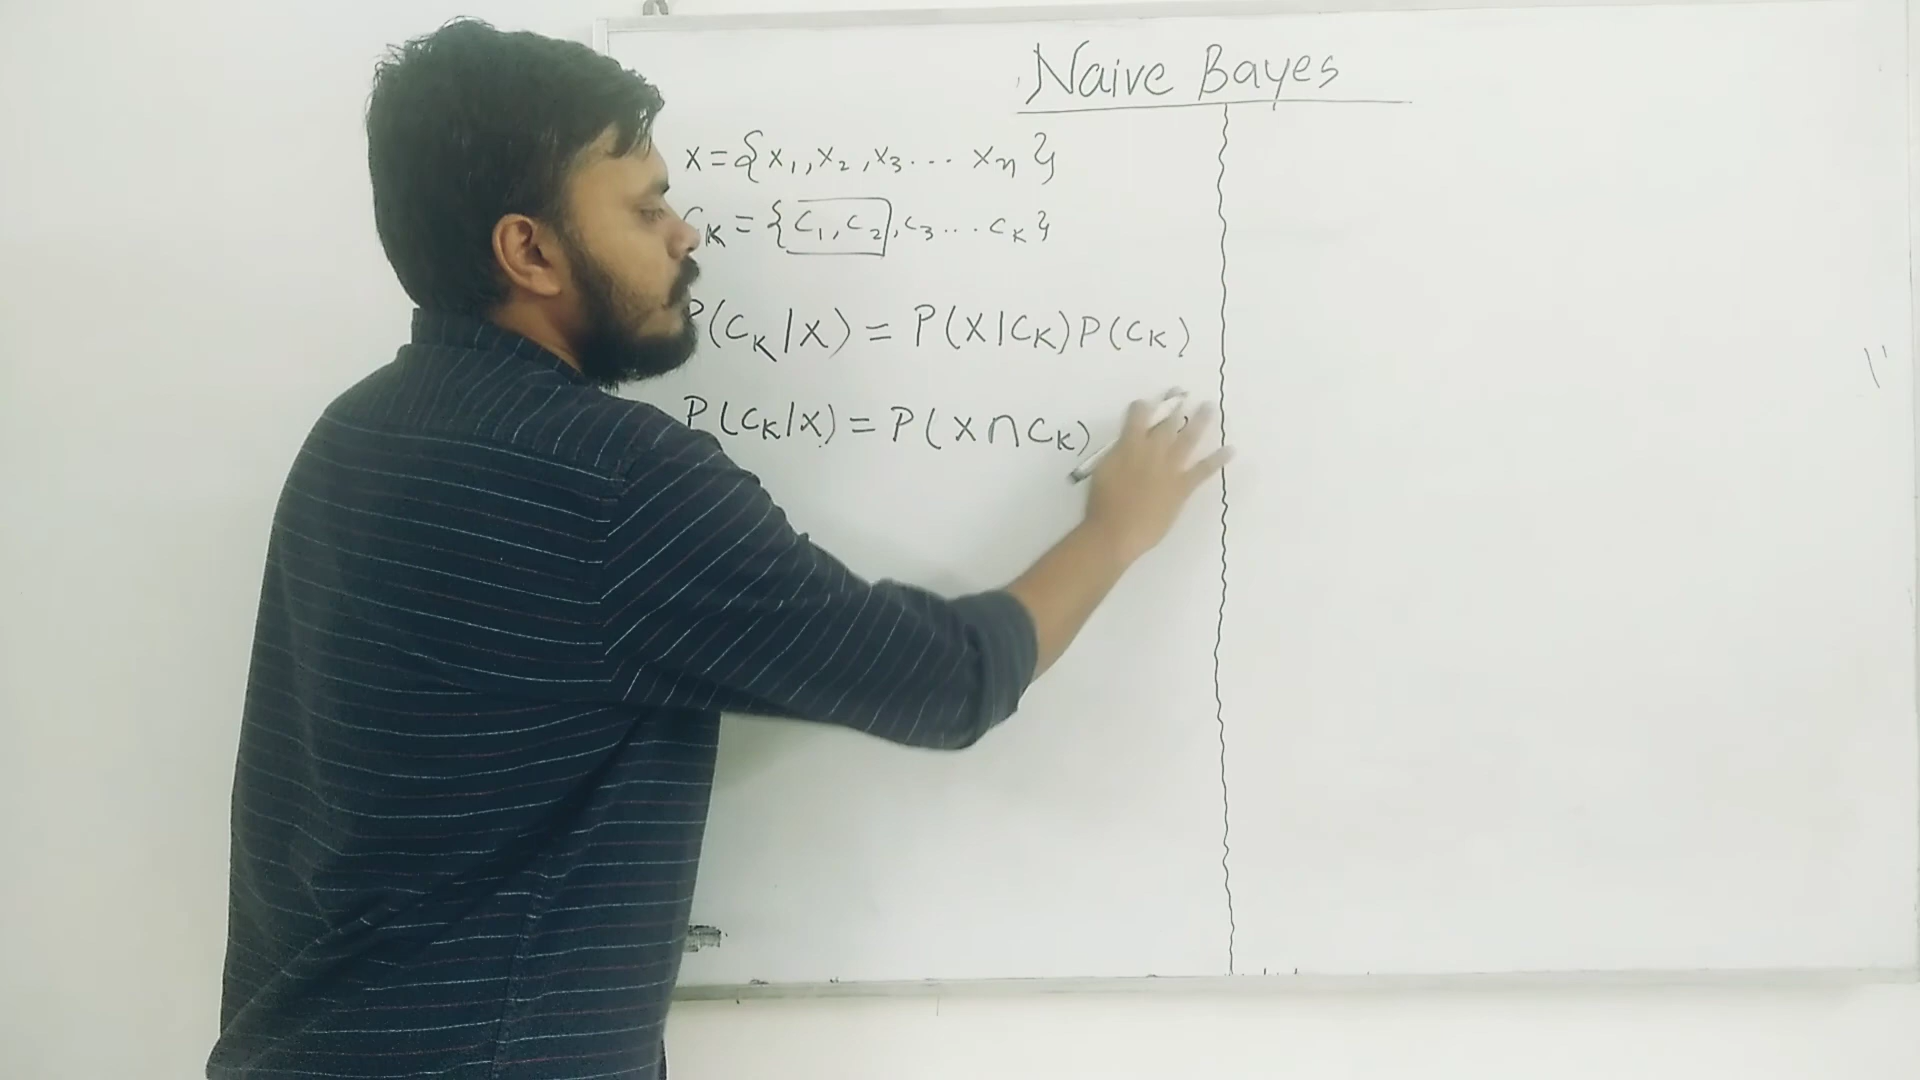 Naive Bayes
x = {x₁, x₂, x₃ ... xₙ}
Cₖ = {C₁, C₂, C₃ ... Cₖ}
P(Cₖ|X) = P(X|Cₖ)P(Cₖ)
P(Cₖ|X) = P(X∩Cₖ)